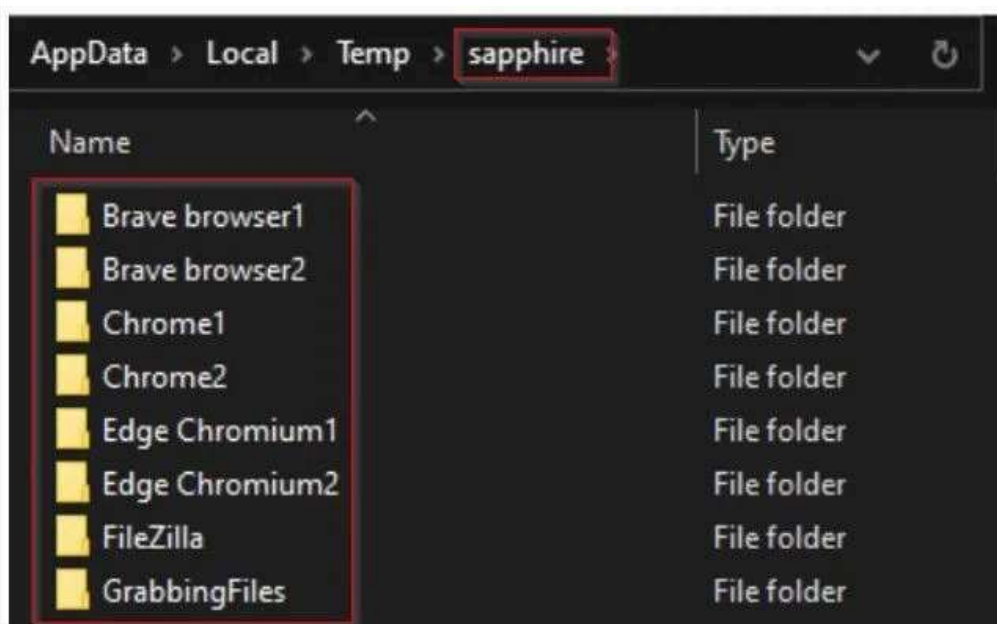 AppData > Local > Temp > sapphire >
Name Type
Brave browser1 File folder
Brave browser2 File folder
Chrome1 File folder
Chrome2 File folder
Edge Chromium1 File folder
Edge Chromium2 File folder
FileZilla File folder
GrabbingFiles File folder